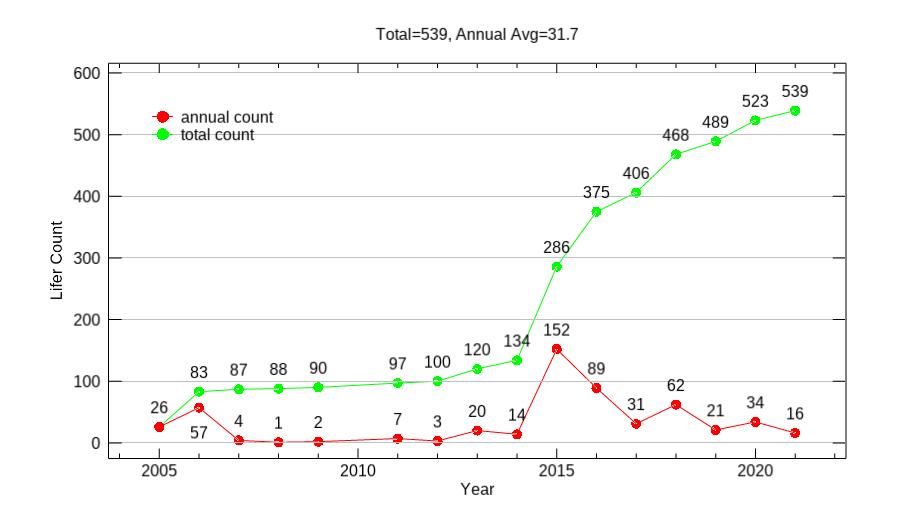 Total=539, Annual Avg=31.7
600
annual count
total count
500
400
300
200
100
0
Lifer Count
26 83 87 88 90 97 100 120 134 286 375 406 468 489 523 539
57 4 1 2 7 3 20 14 152 89 31 62 21 34 16
2005 2010 2015 2020
Year